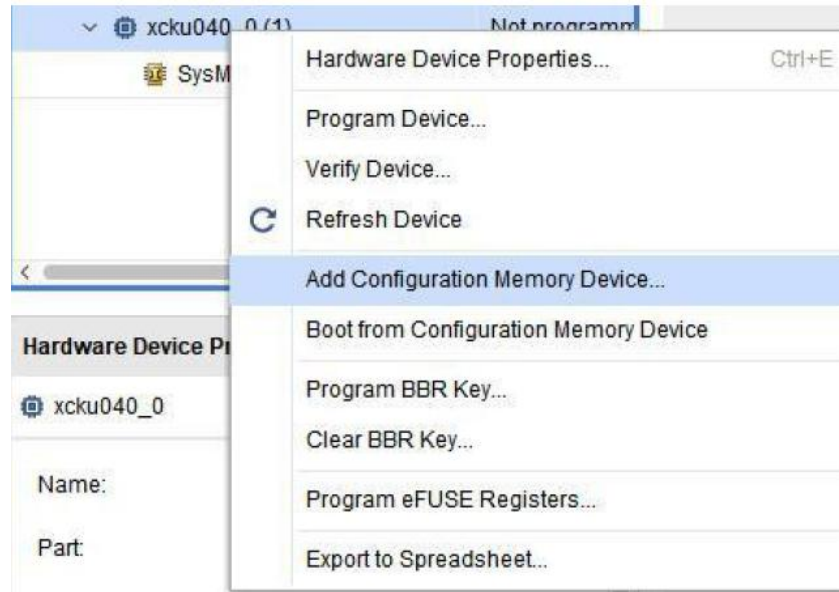 xcku040_0 (1) Not programm
SysM
Hardware Device Properties... Ctrl+E
Program Device...
Verify Device...
Refresh Device
Add Configuration Memory Device...
Boot from Configuration Memory Device
Hardware Device Pr
Program BBR Key...
xcku040_0
Clear BBR Key...
Name:
Program eFUSE Registers...
Part:
Export to Spreadsheet...